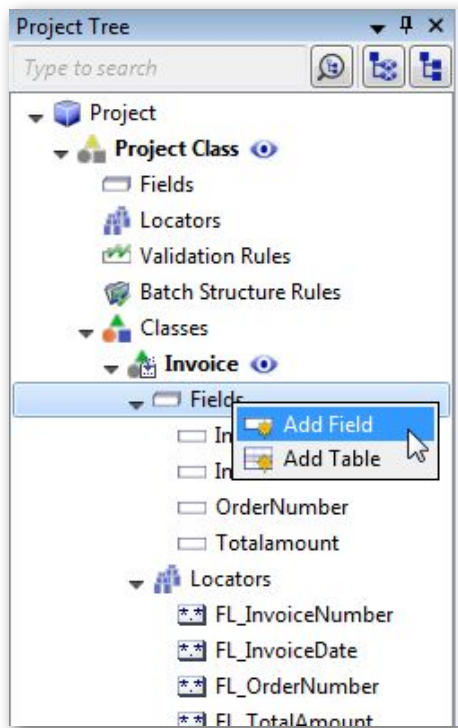 Project Tree
Type to search
Project
Project Class
Fields
Locators
Validation Rules
Batch Structure Rules
Classes
Invoice
Fields
Add Field
Add Table
OrderNumber
Totalamount
Locators
FL_InvoiceNumber
FL_InvoiceDate
FL_OrderNumber
FL_TotalAmount